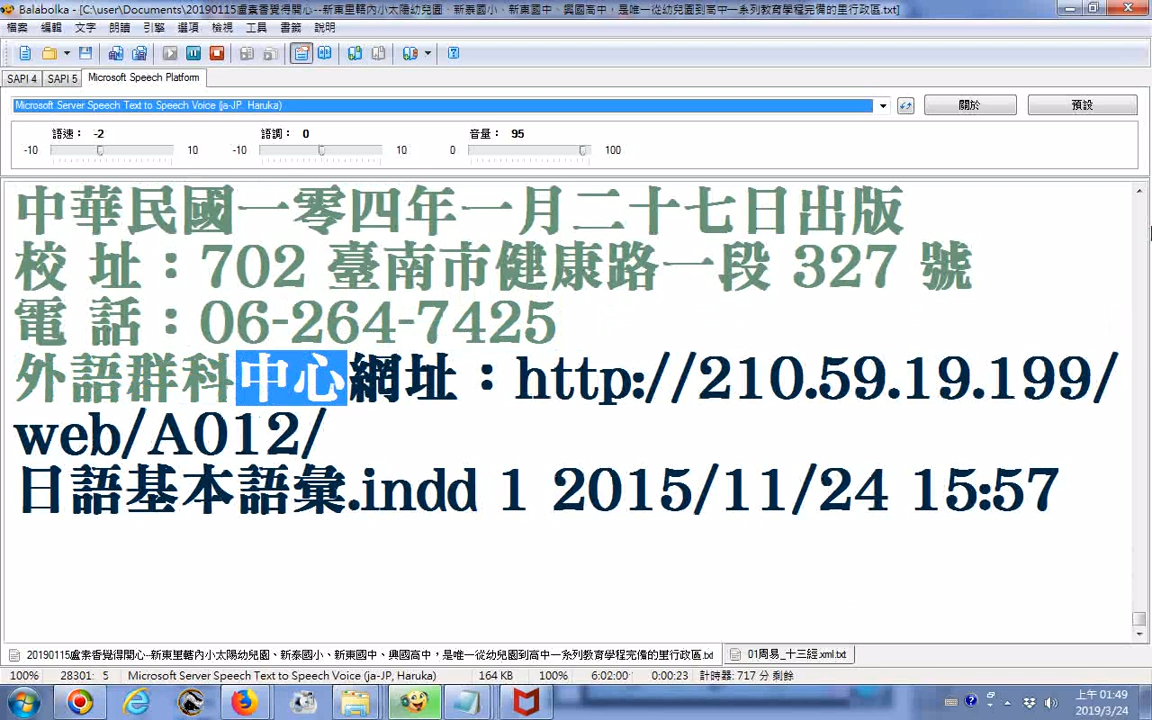 Balabolka - [C:\user\Documents\20190115盧素香覺得開心--新東里轄內小太陽幼兒園、新泰國小、新東國中、興國高中，是唯一從幼兒園到高中一系列教育學程完備的里行政區.txt]
檔案 編輯 文字 朗讀 引擎 選項 檢視 工具 書籤 說明
SAPI 4 SAPI 5 Microsoft Speech Platform
Microsoft Server Speech Text to Speech Voice (ja-JP, Haruka) 關於 預設
語速： -2 語調： 0 音量： 95
-10 10 -10 10 0 100
中華民國一零四年一月二十七日出版
校 址：702 臺南市健康路一段 327 號
電 話：06-264-7425
外語群科中心網址：http://210.59.19.199/
web/A012/
日語基本語彙.indd 1 2015/11/24 15:57
20190115盧素香覺得開心--新東里轄內小太陽幼兒園、新泰國小、新東國中、興國高中，是唯一從幼兒園到高中一系列教育學程完備的里行政區.txt 01周易_十三經.xml.txt
100% 28301: 5 Microsoft Server Speech Text to Speech Voice (ja-JP, Haruka) 164 KB 100% 6:02:00 0:00:23 計時器: 717 分 剩餘
上午 01:49
2019/3/24